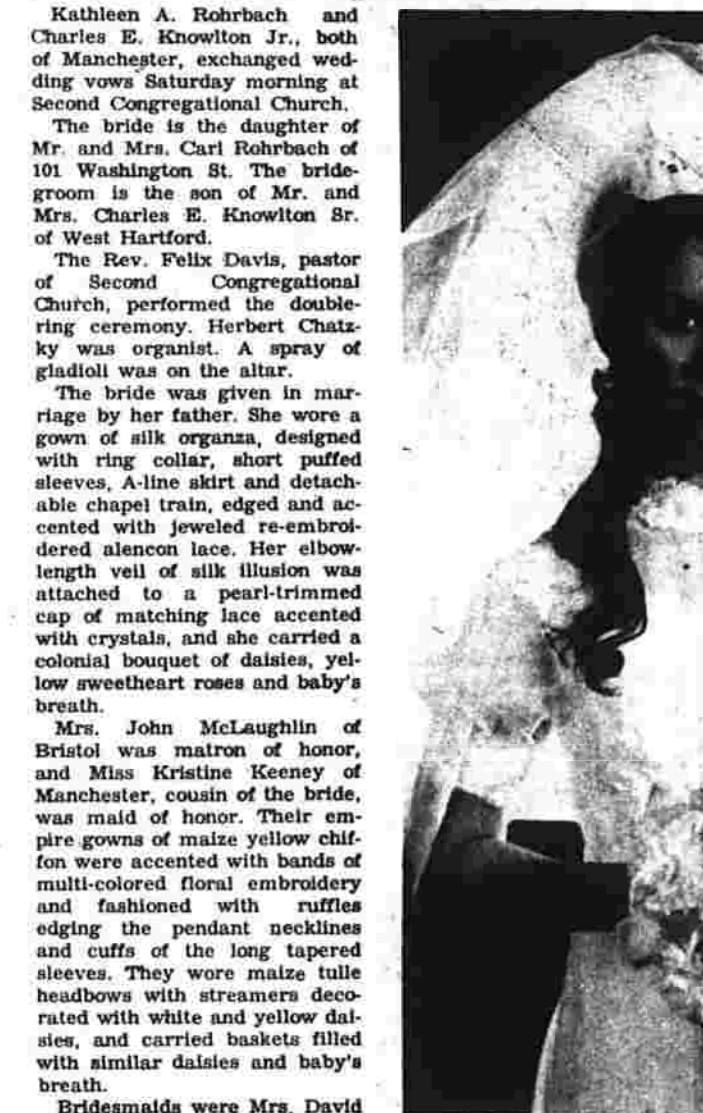 Kathleen A. Rohrbach and
Charles E. Knowlton Jr., both
of Manchester, exchanged wed-
ding vows Saturday morning at
Second Congregational Church.
The bride is the daughter of
Mr. and Mrs. Carl Rohrbach of
101 Washington St. The bride-
groom is the son of Mr. and
Mrs. Charles E. Knowlton Sr.
of West Hartford.
The Rev. Felix Davis, pastor
of Second Congregational
Church, performed the double-
ring ceremony. Herbert Chatz-
ky was organist. A spray of
gladioli was on the altar.
The bride was given in mar-
riage by her father. She wore a
gown of silk organza, designed
with ring collar, short puffed
sleeves, A-line skirt and detach-
able chapel train, edged and ac-
cented with jeweled re-embroi-
dered alencon lace. Her elbow-
length veil of silk illusion was
attached to a pearl-trimmed
cap of matching lace accented
with crystals, and she carried a
colonial bouquet of daisies, yel-
low sweetheart roses and baby's
breath.
Mrs. John McLaughlin of
Bristol was matron of honor,
and Miss Kristine Keeney of
Manchester, cousin of the bride,
was maid of honor. Their em-
pire gowns of maize yellow chif-
fon were accented with bands of
multi-colored floral embroidery
and fashioned with ruffles
edging the pendant necklines
and cuffs of the long tapered
sleeves. They wore maize tulle
headbows with streamers deco-
rated with white and yellow dai-
sies, and carried baskets filled
with similar daisies and baby's
breath.
Bridesmaids were Mrs. David